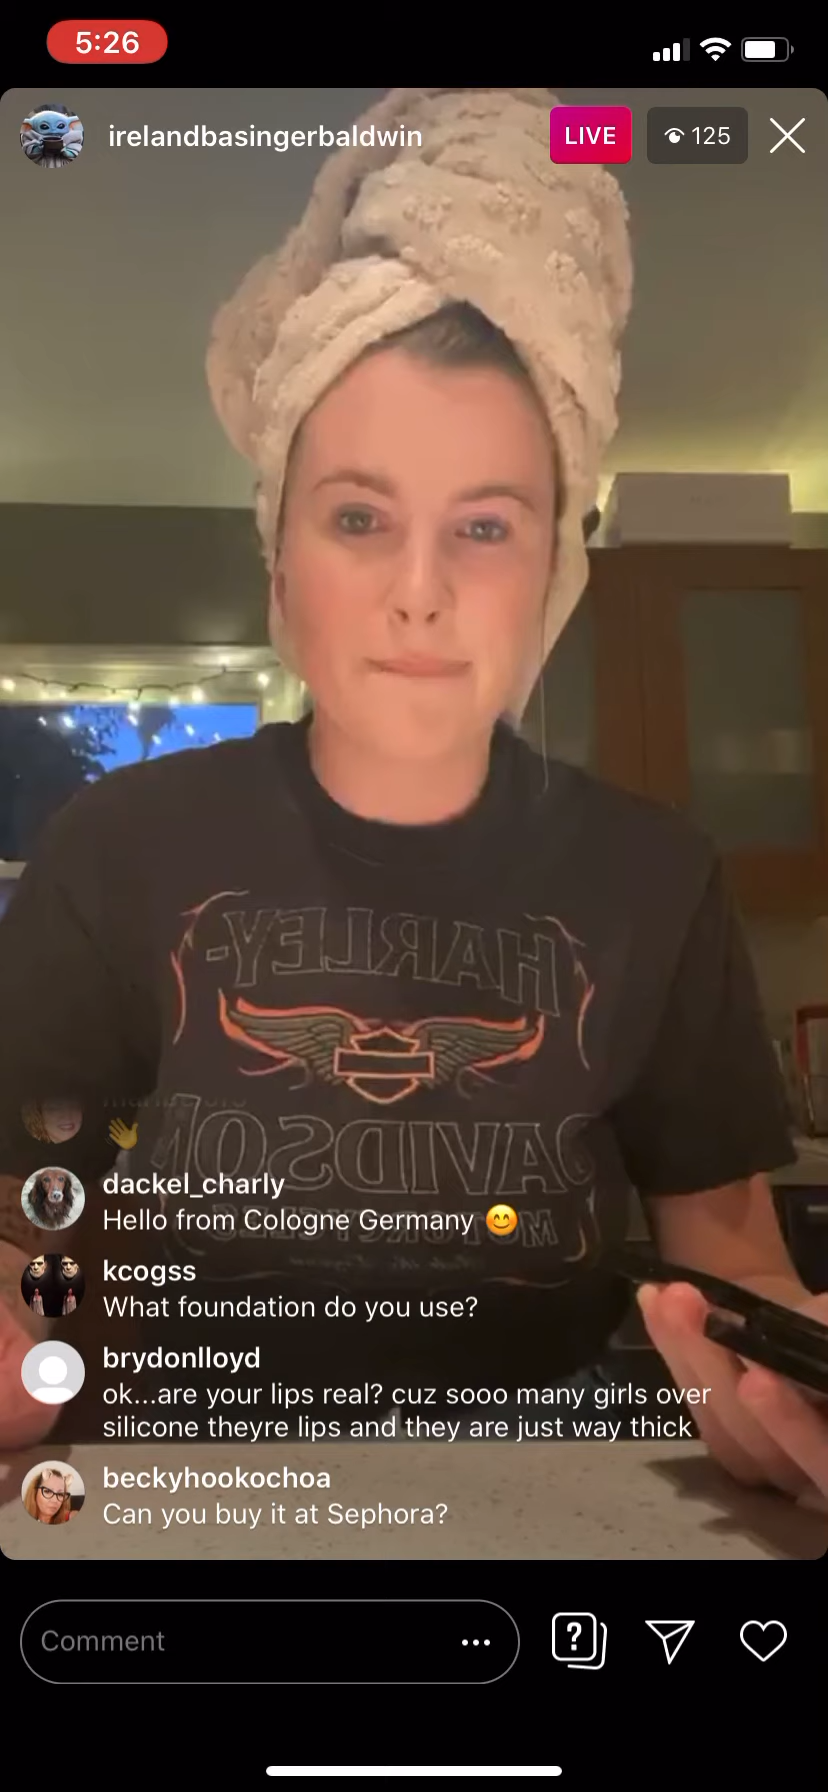 5:26
irelandbasingerbaldwin
LIVE
125
HARLEY-
DAVIDSON
MOTORCYCLES
👋
dackel_charly
Hello from Cologne Germany 😊
kcogss
What foundation do you use?
brydonlloyd
ok...are your lips real? cuz sooo many girls over
silicone theyre lips and they are just way thick
beckyhookochoa
Can you buy it at Sephora?
Comment